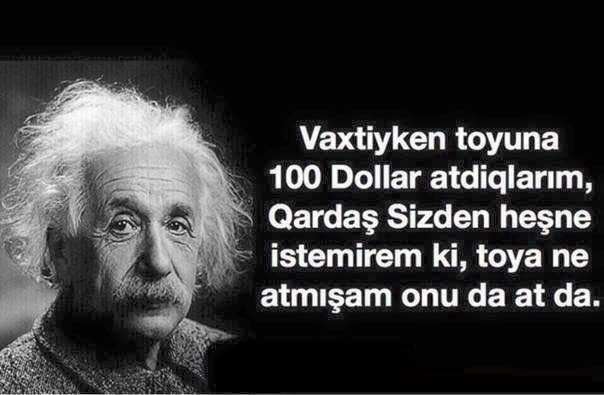 Vaxtiyken toyuna
100 Dollar atdiqlarım,
Qardaş Sizden heşne
istemirem ki, toya ne
atmışam onu da at da.